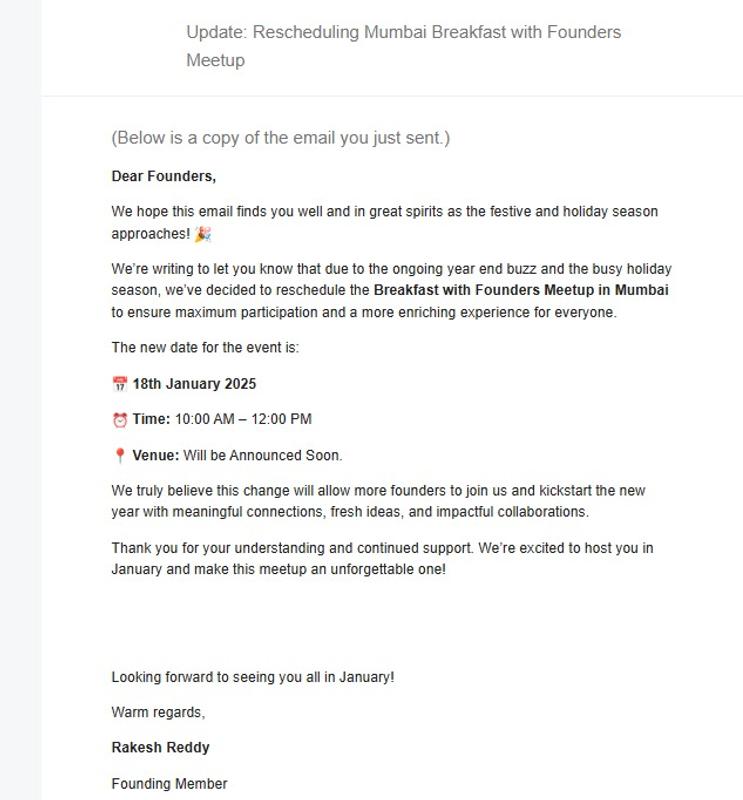 Update: Rescheduling Mumbai Breakfast with Founders
Meetup
(Below is a copy of the email you just sent.)
Dear Founders,
We hope this email finds you well and in great spirits as the festive and holiday season
approaches! 🎉
We're writing to let you know that due to the ongoing year end buzz and the busy holiday
season, we've decided to reschedule the Breakfast with Founders Meetup in Mumbai
to ensure maximum participation and a more enriching experience for everyone.
The new date for the event is:
📅 18th January 2025
⏰ Time: 10:00 AM – 12:00 PM
📍 Venue: Will be Announced Soon.
We truly believe this change will allow more founders to join us and kickstart the new
year with meaningful connections, fresh ideas, and impactful collaborations.
Thank you for your understanding and continued support. We're excited to host you in
January and make this meetup an unforgettable one!
Looking forward to seeing you all in January!
Warm regards,
Rakesh Reddy
Founding Member